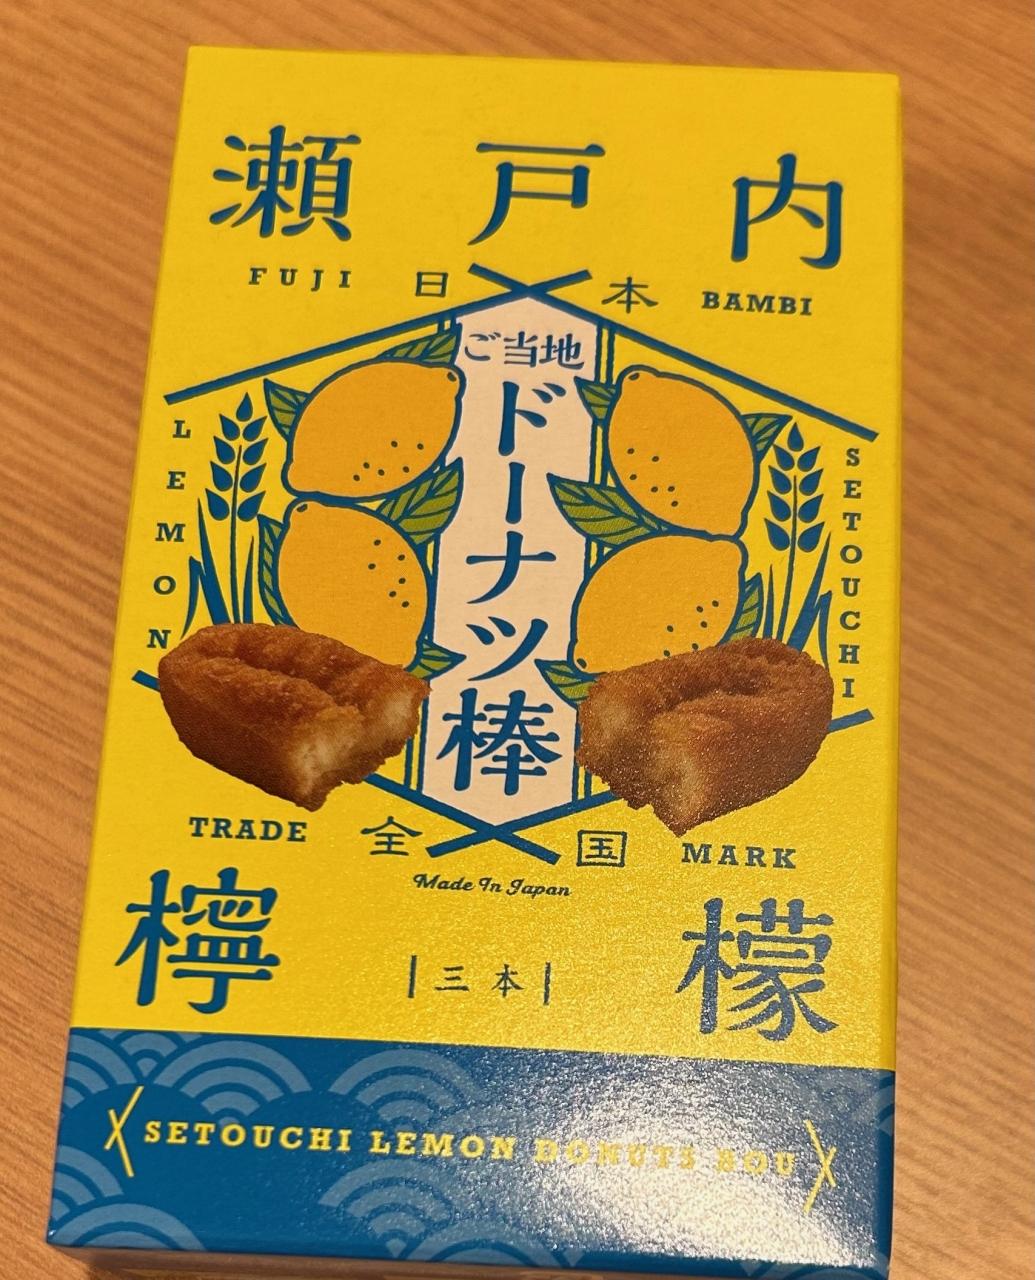 瀬戸内
FUJI 日本 BAMBI
ご当地
ドーナツ棒
LEMON
SETOUCHI
TRADE 全国 MARK
Made In Japan
檸檬
三本
SETOUCHI LEMON DONUTS BOU